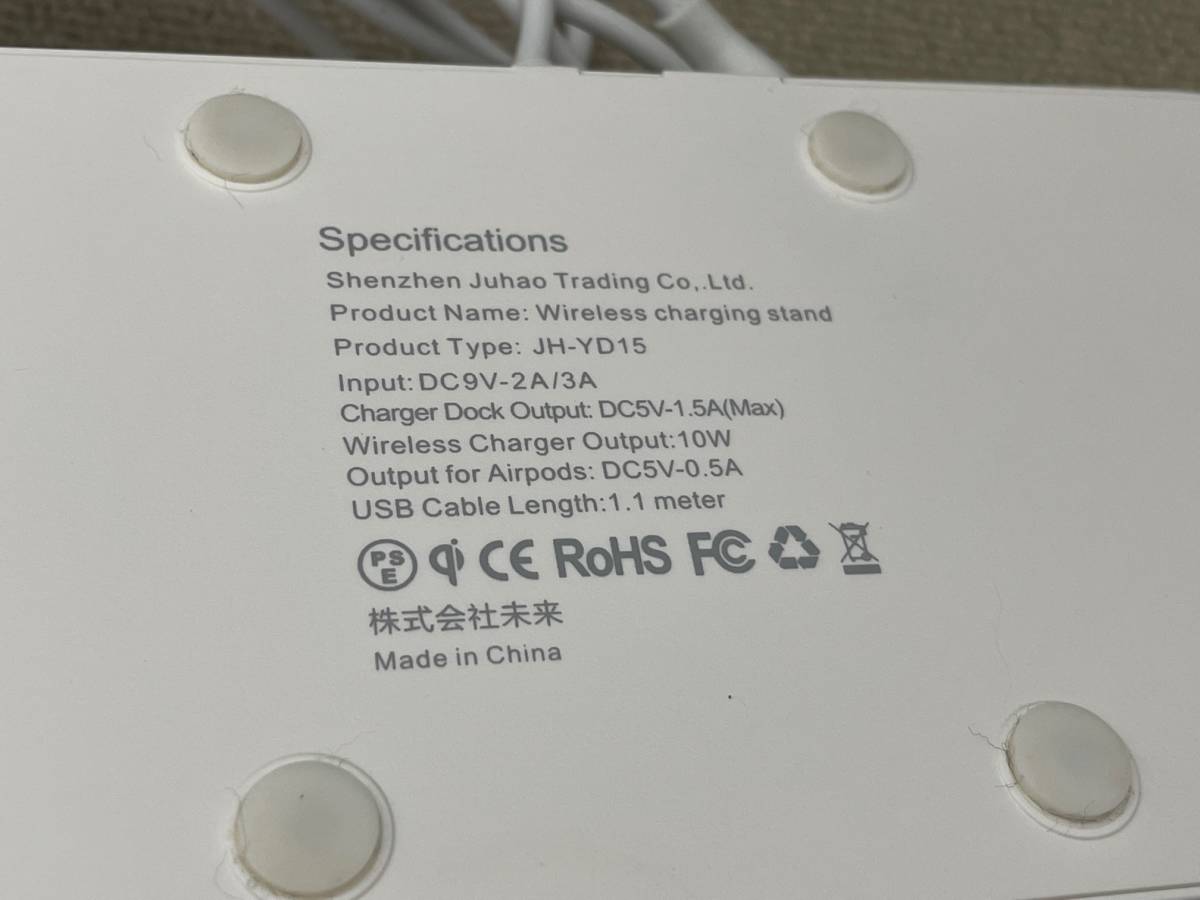 Specifications
Shenzhen Juhao Trading Co,.Ltd.
Product Name: Wireless charging stand
Product Type: JH-YD15
Input:DC9V-2A/3A
Charger Dock Output: DC5V-1.5A(Max)
Wireless Charger Output:10W
Output for Airpods: DC5V-0.5A
USB Cable Length:1.1 meter
PSE qi CE RoHS FC
株式会社未来
Made in China